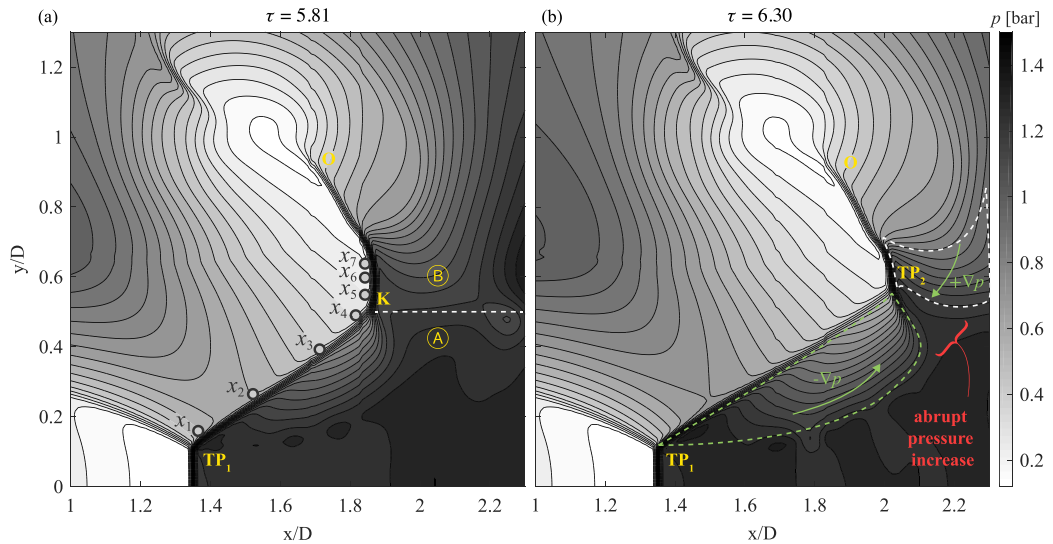 (a)
τ = 5.81
(b)
τ = 6.30
p [bar]
y/D
1.2
1
0.8
0.6
0.4
0.2
0
O
x7
x6
x5
x4
x3
x2
x1
K
B
A
TP1
1
1.2
1.4
1.6
1.8
2
2.2
x/D
O
TP2
+∇p
-∇p
abrupt
pressure
increase
TP1
1
1.2
1.4
1.6
1.8
2
2.2
x/D
1.4
1.2
1
0.8
0.6
0.4
0.2